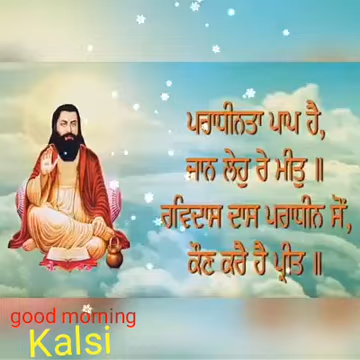 ਪਰਾਧੀਨਤਾ ਪਾਪ ਹੈ,
ਜਾਨ ਲੇਹੁ ਰੇ ਮੀਤੁ ॥
ਰਵਿਦਾਸ ਦਾਸ ਪਰਾਧੀਨ ਸੋਂ,
ਕੌਣ ਕਰੈ ਹੈ ਪ੍ਰੀਤ ॥
good morning
Kalsi